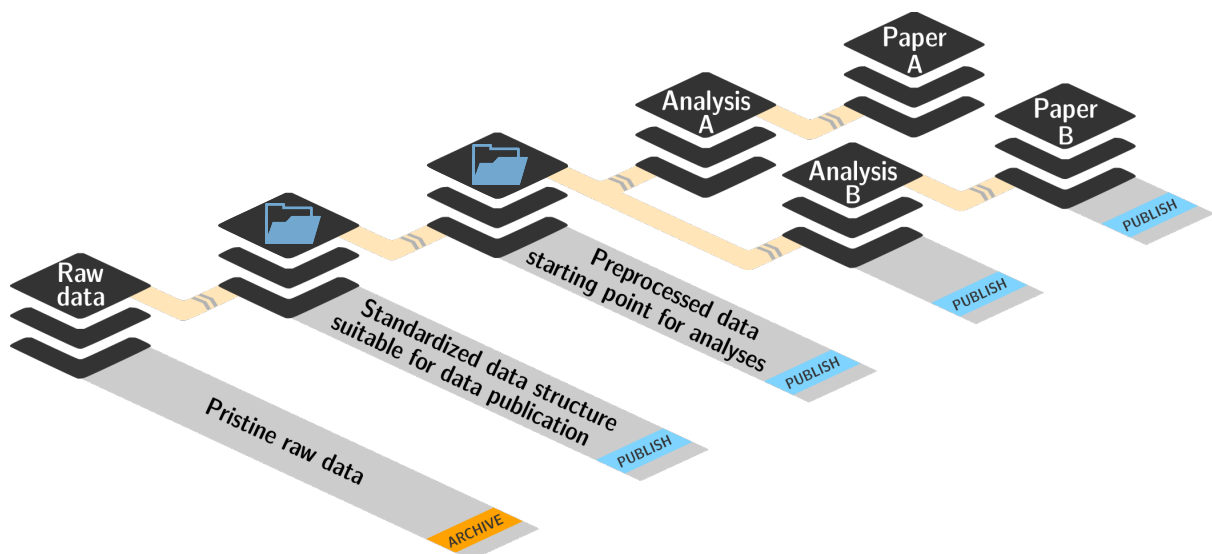 Raw
data
Pristine raw data
ARCHIVE
Standardized data structure
suitable for data publication
PUBLISH
Preprocessed data
starting point for analyses
PUBLISH
Analysis
A
Paper
A
Analysis
B
PUBLISH
Paper
B
PUBLISH